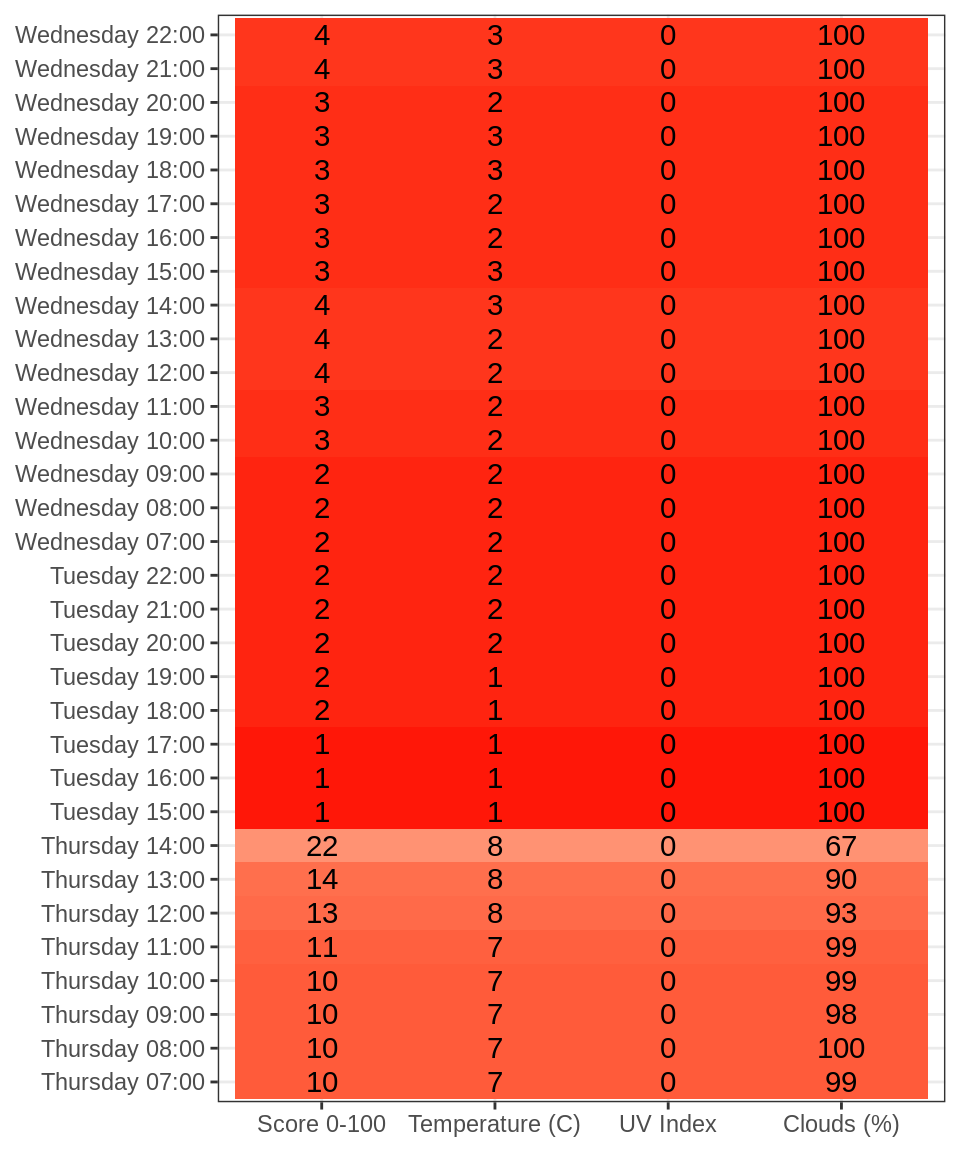 Wednesday 22:00 4 3 0 100
Wednesday 21:00 4 3 0 100
Wednesday 20:00 3 2 0 100
Wednesday 19:00 3 3 0 100
Wednesday 18:00 3 3 0 100
Wednesday 17:00 3 2 0 100
Wednesday 16:00 3 2 0 100
Wednesday 15:00 3 3 0 100
Wednesday 14:00 4 3 0 100
Wednesday 13:00 4 2 0 100
Wednesday 12:00 4 2 0 100
Wednesday 11:00 3 2 0 100
Wednesday 10:00 3 2 0 100
Wednesday 09:00 2 2 0 100
Wednesday 08:00 2 2 0 100
Wednesday 07:00 2 2 0 100
Tuesday 22:00 2 2 0 100
Tuesday 21:00 2 2 0 100
Tuesday 20:00 2 2 0 100
Tuesday 19:00 2 1 0 100
Tuesday 18:00 2 1 0 100
Tuesday 17:00 1 1 0 100
Tuesday 16:00 1 1 0 100
Tuesday 15:00 1 1 0 100
Thursday 14:00 22 8 0 67
Thursday 13:00 14 8 0 90
Thursday 12:00 13 8 0 93
Thursday 11:00 11 7 0 99
Thursday 10:00 10 7 0 99
Thursday 09:00 10 7 0 98
Thursday 08:00 10 7 0 100
Thursday 07:00 10 7 0 99
Score 0-100 Temperature (C) UV Index Clouds (%)